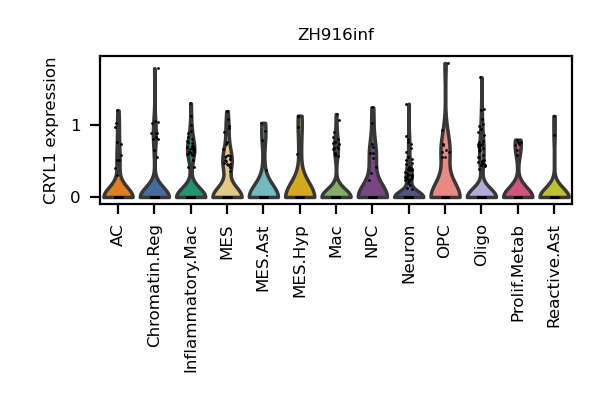 ZH916inf
CRYL1 expression
1
0
AC
Chromatin.Reg
Inflammatory.Mac
MES
MES.Ast
MES.Hyp
Mac
NPC
Neuron
OPC
Oligo
Prolif.Metab
Reactive.Ast